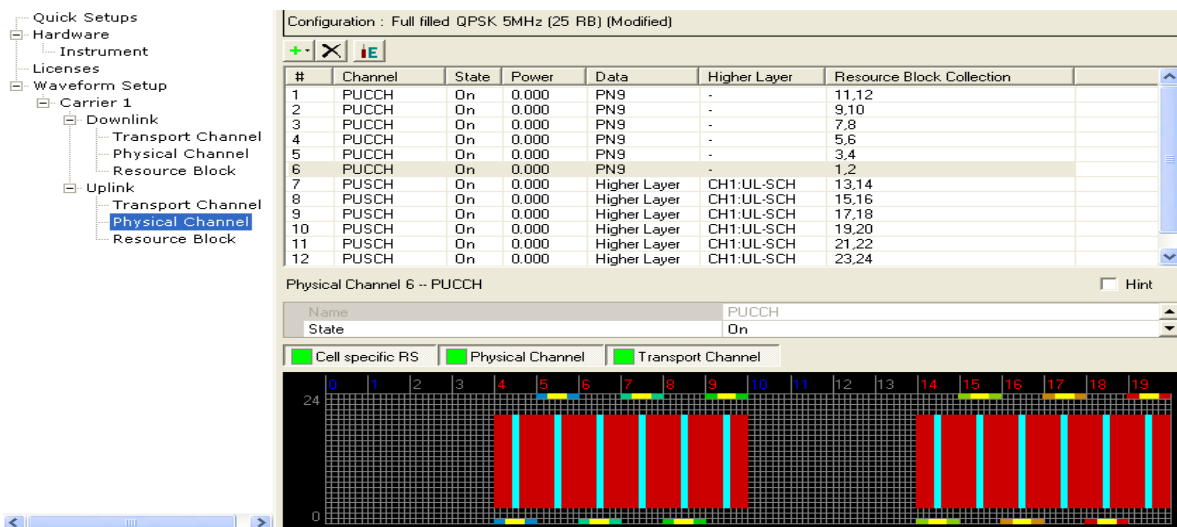 Quick Setups
Hardware
Instrument
Licenses
Waveform Setup
Carrier 1
Downlink
Transport Channel
Physical Channel
Resource Block
Uplink
Transport Channel
Physical Channel
Resource Block
Configuration : Full filled QPSK 5MHz (25 RB) (Modified)
E
# Channel State Power Data Higher Layer Resource Block Collection
1 PUCCH On 0.000 PN9 - 11,12
2 PUCCH On 0.000 PN9 - 9,10
3 PUCCH On 0.000 PN9 - 7,8
4 PUCCH On 0.000 PN9 - 5,6
5 PUCCH On 0.000 PN9 - 3,4
6 PUCCH On 0.000 PN9 - 1,2
7 PUSCH On 0.000 Higher Layer CH1:UL-SCH 13,14
8 PUSCH On 0.000 Higher Layer CH1:UL-SCH 15,16
9 PUSCH On 0.000 Higher Layer CH1:UL-SCH 17,18
10 PUSCH On 0.000 Higher Layer CH1:UL-SCH 19,20
11 PUSCH On 0.000 Higher Layer CH1:UL-SCH 21,22
12 PUSCH On 0.000 Higher Layer CH1:UL-SCH 23,24
Physical Channel 6 -- PUCCH Hint
Name PUCCH
State On
Cell specific RS Physical Channel Transport Channel
0 1 2 3 4 5 6 7 8 9 10 11 12 13 14 15 16 17 18 19
24
0